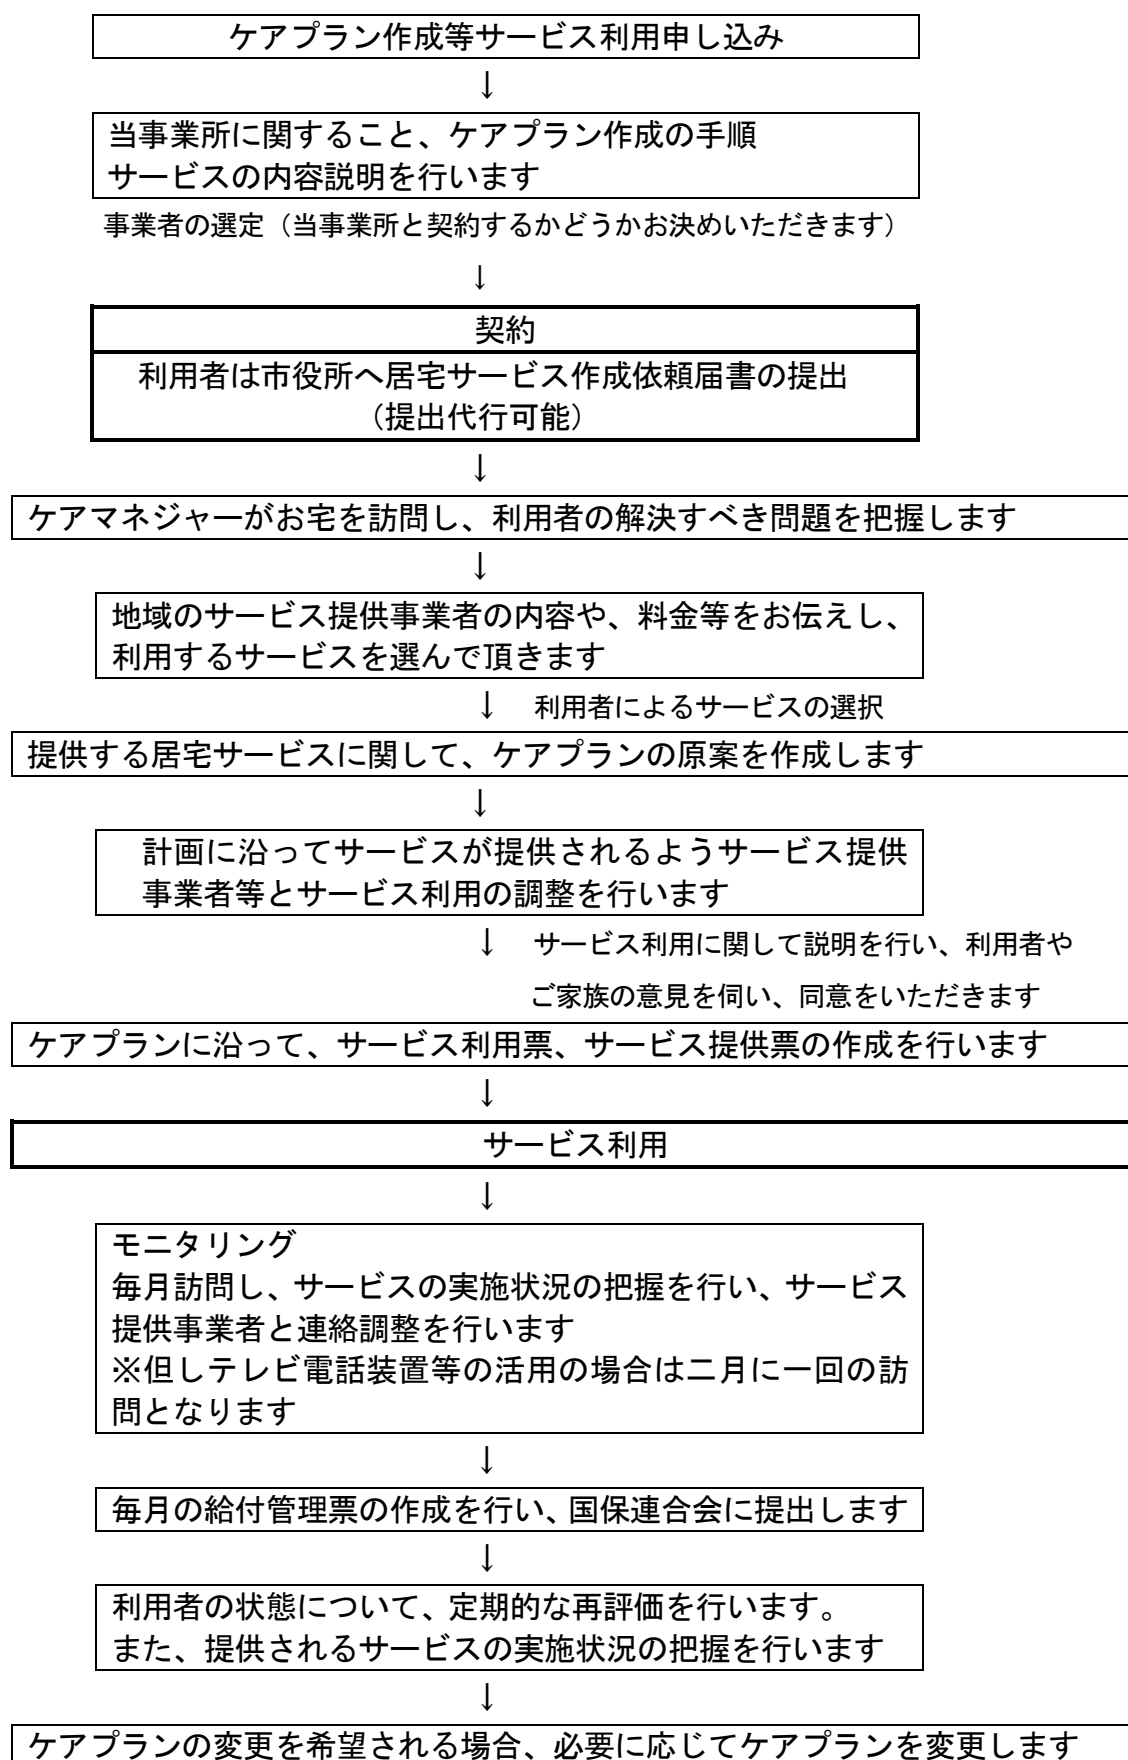 ケアプラン作成等サービス利用申し込み
↓
当事業所に関すること、ケアプラン作成の手順
サービスの内容説明を行います
事業者の選定（当事業所と契約するかどうかお決めいただきます）
↓
契約
利用者は市役所へ居宅サービス作成依頼届書の提出
（提出代行可能）
↓
ケアマネジャーがお宅を訪問し、利用者の解決すべき問題を把握します
↓
地域のサービス提供事業者の内容や、料金等をお伝えし、
利用するサービスを選んで頂きます
↓ 利用者によるサービスの選択
提供する居宅サービスに関して、ケアプランの原案を作成します
↓
計画に沿ってサービスが提供されるようサービス提供
事業者等とサービス利用の調整を行います
↓ サービス利用に関して説明を行い、利用者や
ご家族の意見を伺い、同意をいただきます
ケアプランに沿って、サービス利用票、サービス提供票の作成を行います
↓
サービス利用
↓
モニタリング
毎月訪問し、サービスの実施状況の把握を行い、サービス
提供事業者と連絡調整を行います
※但しテレビ電話装置等の活用の場合は二月に一回の訪
問となります
↓
毎月の給付管理票の作成を行い、国保連合会に提出します
↓
利用者の状態について、定期的な再評価を行います。
また、提供されるサービスの実施状況の把握を行います
↓
ケアプランの変更を希望される場合、必要に応じてケアプランを変更します